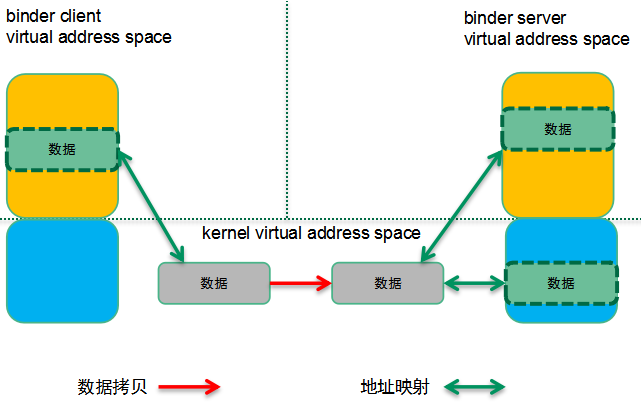 binder client
virtual address space
binder server
virtual address space
数据
数据
kernel virtual address space
数据
数据
数据
数据拷贝
地址映射